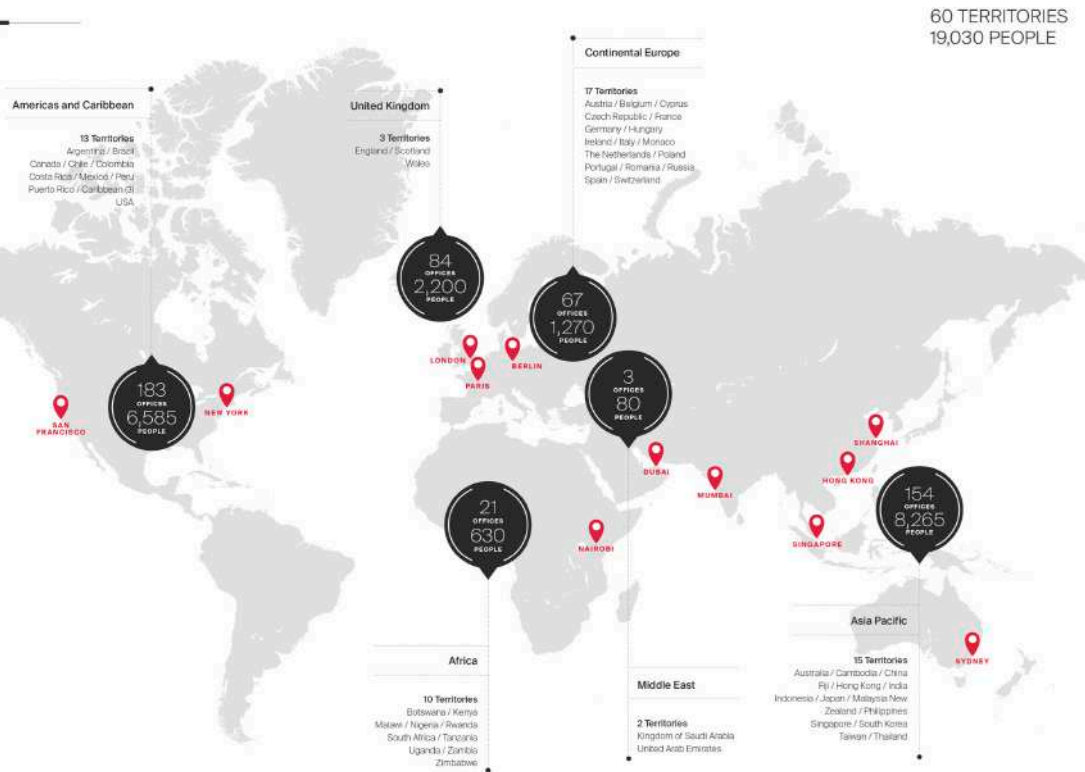 60 TERRITORIES
19,030 PEOPLE
Americas and Caribbean
13 Territories
Argentina / Brazil
Canada / Chile / Colombia
Costa Rica / Mexico / Peru
Puerto Rico / Caribbean (3)
USA
183
OFFICES
6,585
PEOPLE
United Kingdom
3 Territories
England / Scotland
Wales
84
OFFICES
2,200
PEOPLE
Continental Europe
17 Territories
Austria / Belgium / Cyprus
Czech Republic / France
Germany / Hungary
Ireland / Italy / Monaco
The Netherlands / Poland
Portugal / Romania / Russia
Spain / Switzerland
67
OFFICES
1,270
PEOPLE
3
OFFICES
80
PEOPLE
SAN
FRANCISCO
NEW YORK
LONDON
PARIS
BERLIN
DUBAI
MUMBAI
SHANGHAI
HONG KONG
SINGAPORE
NAIROBI
SYDNEY
21
OFFICES
630
PEOPLE
154
OFFICES
8,265
PEOPLE
Africa
10 Territories
Botswana / Kenya
Malawi / Nigeria / Rwanda
South Africa / Tanzania
Uganda / Zambia
Zimbabwe
Middle East
2 Territories
Kingdom of Saudi Arabia
United Arab Emirates
Asia Pacific
15 Territories
Australia / Cambodia / China
Fiji / Hong Kong / India
Indonesia / Japan / Malaysia New
Zealand / Philippines
Singapore / South Korea
Taiwan / Thailand